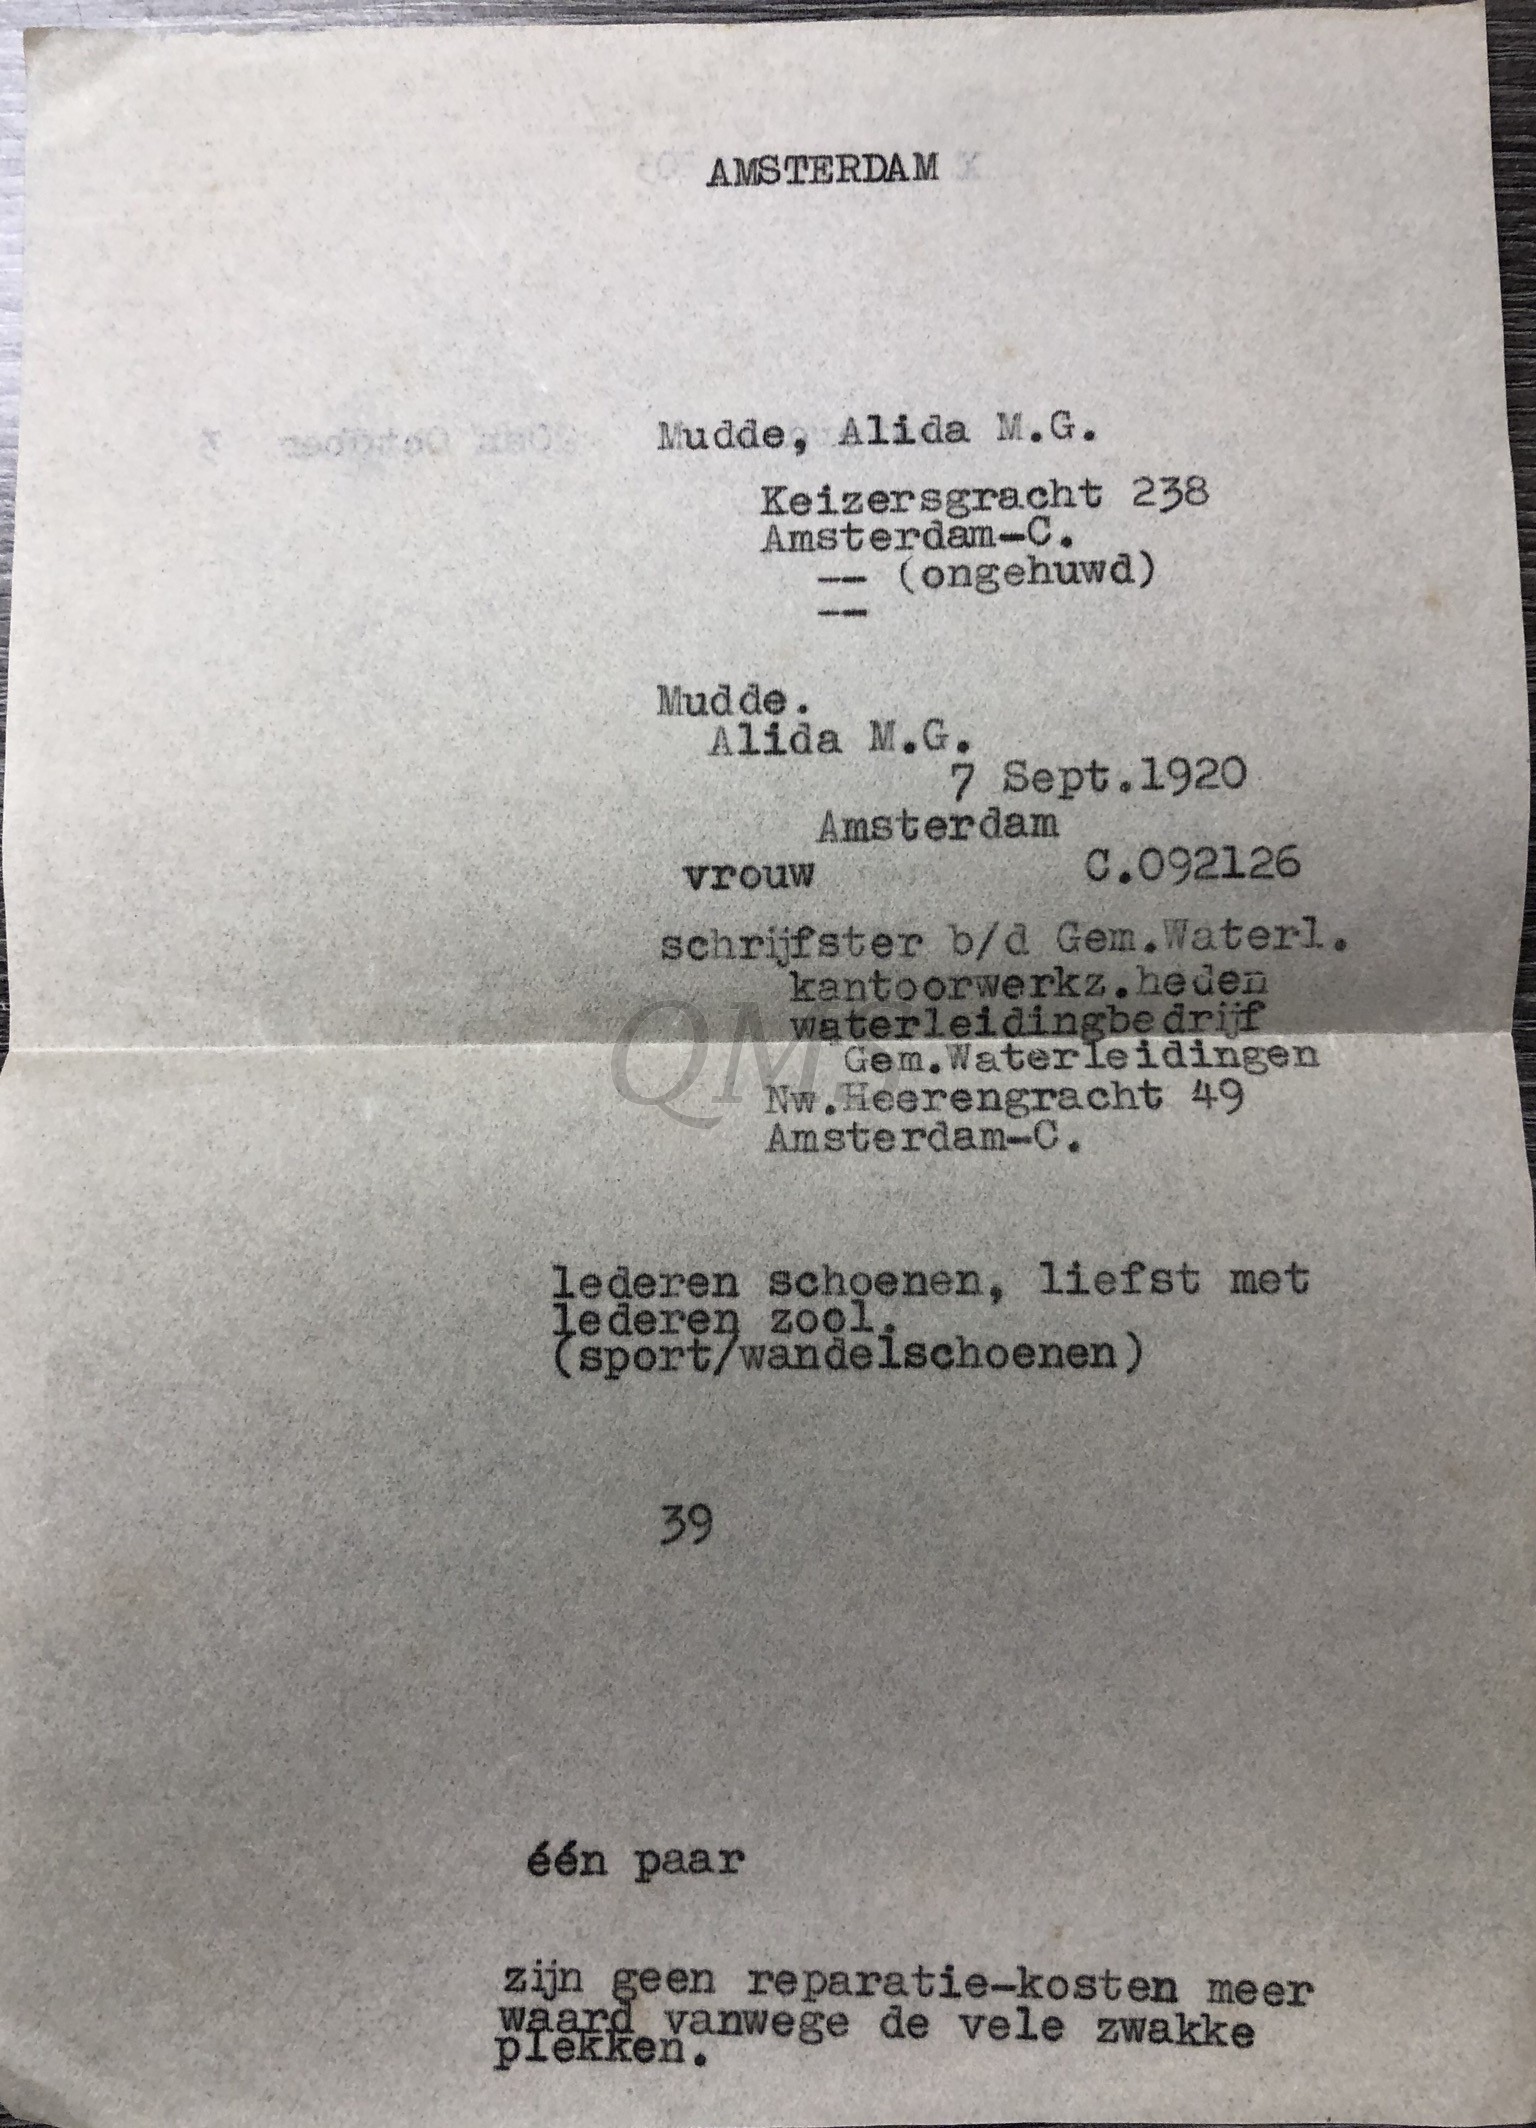 AMSTERDAM
Mudde, Alida M.G.
Keizersgracht 238
Amsterdam-C.
-- (ongehuwd)
--
Mudde.
Alida M.G.
7 Sept.1920
Amsterdam
vrouw C.092126
schrijfster b/d Gem.Waterl.
kantoorwerkz.heden
waterleidingbedrijf
Gem.Waterleidingen
Nw.Heerengracht 49
Amsterdam-C.
lederen schoenen, liefst met
lederen zool.
(sport/wandelschoenen)
39
één paar
zijn geen reparatie-kosten meer
waard vanwege de vele zwakke
plekken.